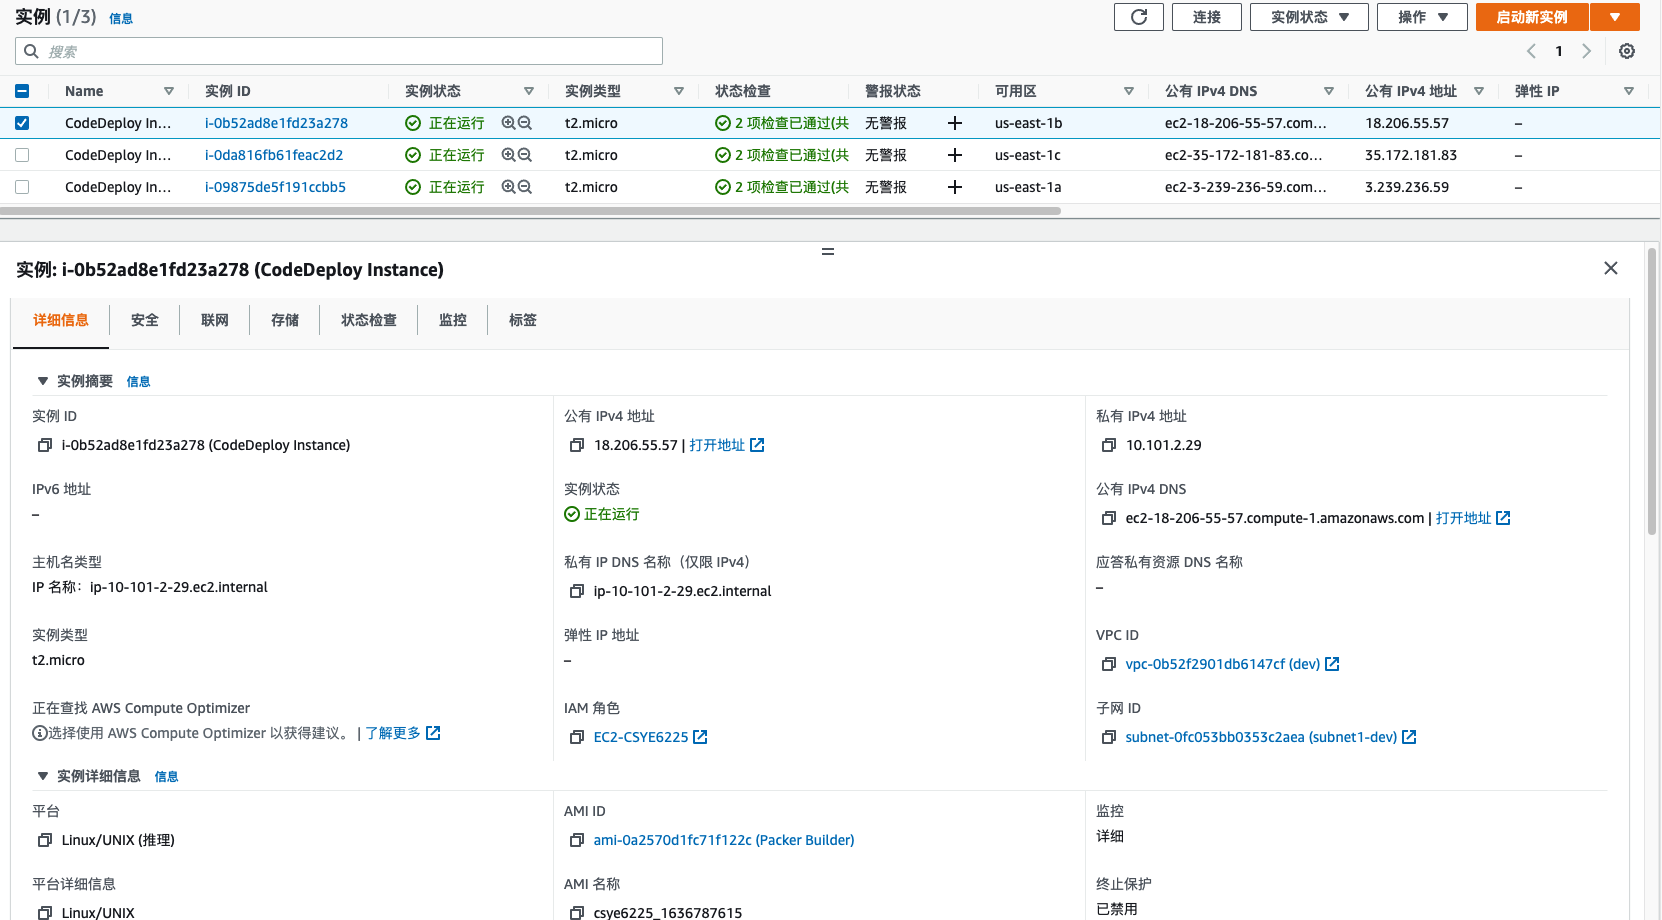 实例 (1/3) 信息
连接 实例状态 操作 启动新实例
搜索
1
Name 实例 ID 实例状态 实例类型 状态检查 警报状态 可用区 公有 IPv4 DNS 公有 IPv4 地址 弹性 IP
CodeDeploy In... i-0b52ad8e1fd23a278 正在运行 t2.micro 2 项检查已通过(共 无警报 us-east-1b ec2-18-206-55-57.com... 18.206.55.57 –
CodeDeploy In... i-0da816fb61feac2d2 正在运行 t2.micro 2 项检查已通过(共 无警报 us-east-1c ec2-35-172-181-83.co... 35.172.181.83 –
CodeDeploy In... i-09875de5f191ccbb5 正在运行 t2.micro 2 项检查已通过(共 无警报 us-east-1a ec2-3-239-236-59.com... 3.239.236.59 –
实例: i-0b52ad8e1fd23a278 (CodeDeploy Instance)
详细信息 安全 联网 存储 状态检查 监控 标签
实例摘要 信息
实例 ID 公有 IPv4 地址 私有 IPv4 地址
i-0b52ad8e1fd23a278 (CodeDeploy Instance) 18.206.55.57 | 打开地址 10.101.2.29
IPv6 地址 实例状态 公有 IPv4 DNS
– 正在运行 ec2-18-206-55-57.compute-1.amazonaws.com | 打开地址
主机名类型 私有 IP DNS 名称（仅限 IPv4） 应答私有资源 DNS 名称
IP 名称：ip-10-101-2-29.ec2.internal ip-10-101-2-29.ec2.internal –
实例类型 弹性 IP 地址 VPC ID
t2.micro – vpc-0b52f2901db6147cf (dev)
正在查找 AWS Compute Optimizer IAM 角色 子网 ID
选择使用 AWS Compute Optimizer 以获得建议。 | 了解更多 EC2-CSYE6225 subnet-0fc053bb0353c2aea (subnet1-dev)
实例详细信息 信息
平台 AMI ID 监控
Linux/UNIX (推理) ami-0a2570d1fc71f122c (Packer Builder) 详细
平台详细信息 AMI 名称 终止保护
Linux/UNIX csye6225_1636787615 已禁用